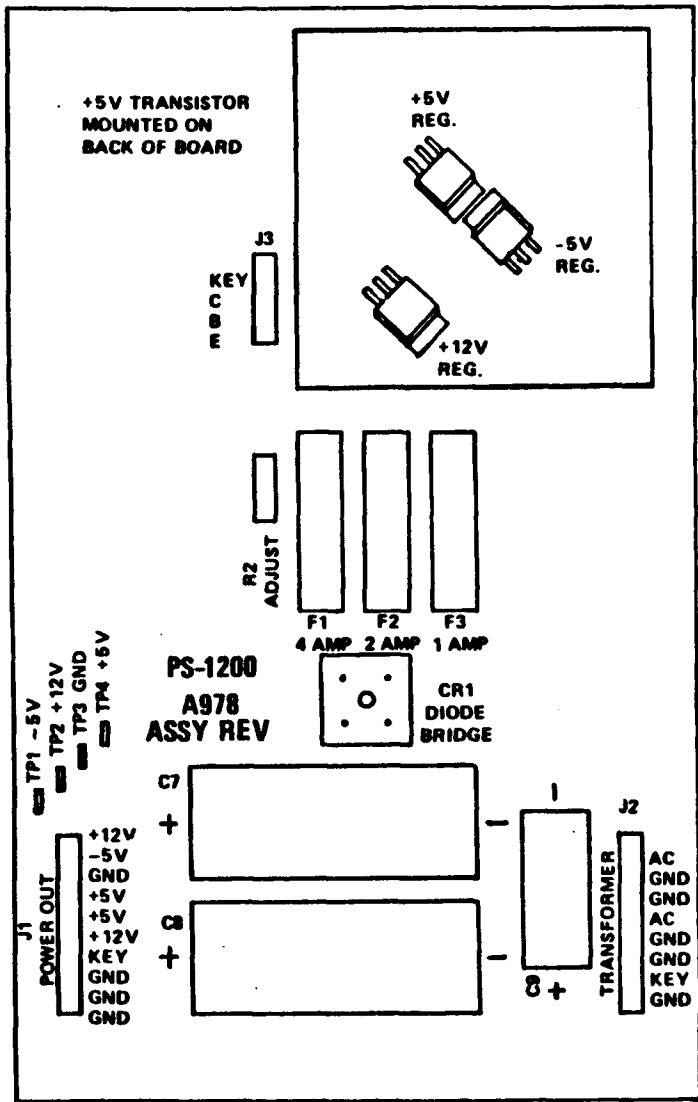 +5V TRANSISTOR
MOUNTED ON
BACK OF BOARD
+5V
REG.
-5V
REG.
+12V
REG.
J3
KEY
C
B
E
R2
ADJUST
F1
4 AMP
F2
2 AMP
F3
1 AMP
PS-1200
A978
ASSY REV
CR1
DIODE
BRIDGE
TP1 -5V
TP2 +12V
TP3 GND
TP4 +5V
C7
+
-
C8
+
-
-
C9
+
J1
POWER OUT
+12V
-5V
GND
+5V
+5V
+12V
KEY
GND
GND
GND
J2
TRANSFORMER
AC
GND
GND
AC
GND
GND
KEY
GND